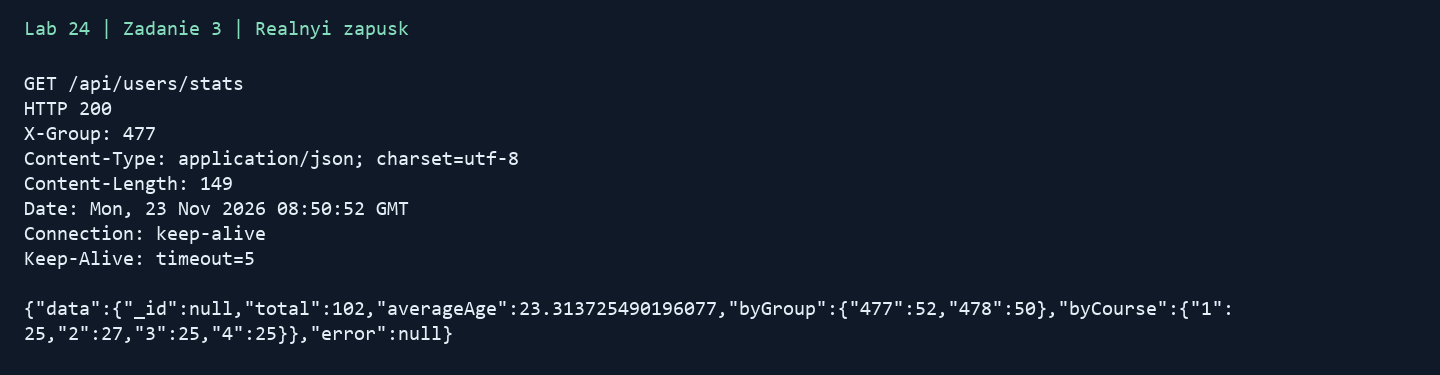 Lab 24 | Zadanie 3 | Realnyi zapusk
GET /api/users/stats
HTTP 200
X-Group: 477
Content-Type: application/json; charset=utf-8
Content-Length: 149
Date: Mon, 23 Nov 2026 08:50:52 GMT
Connection: keep-alive
Keep-Alive: timeout=5
{"data":{"_id":null,"total":102,"averageAge":23.313725490196077,"byGroup":{"477":52,"478":50},"byCourse":{"1":
25,"2":27,"3":25,"4":25}},"error":null}